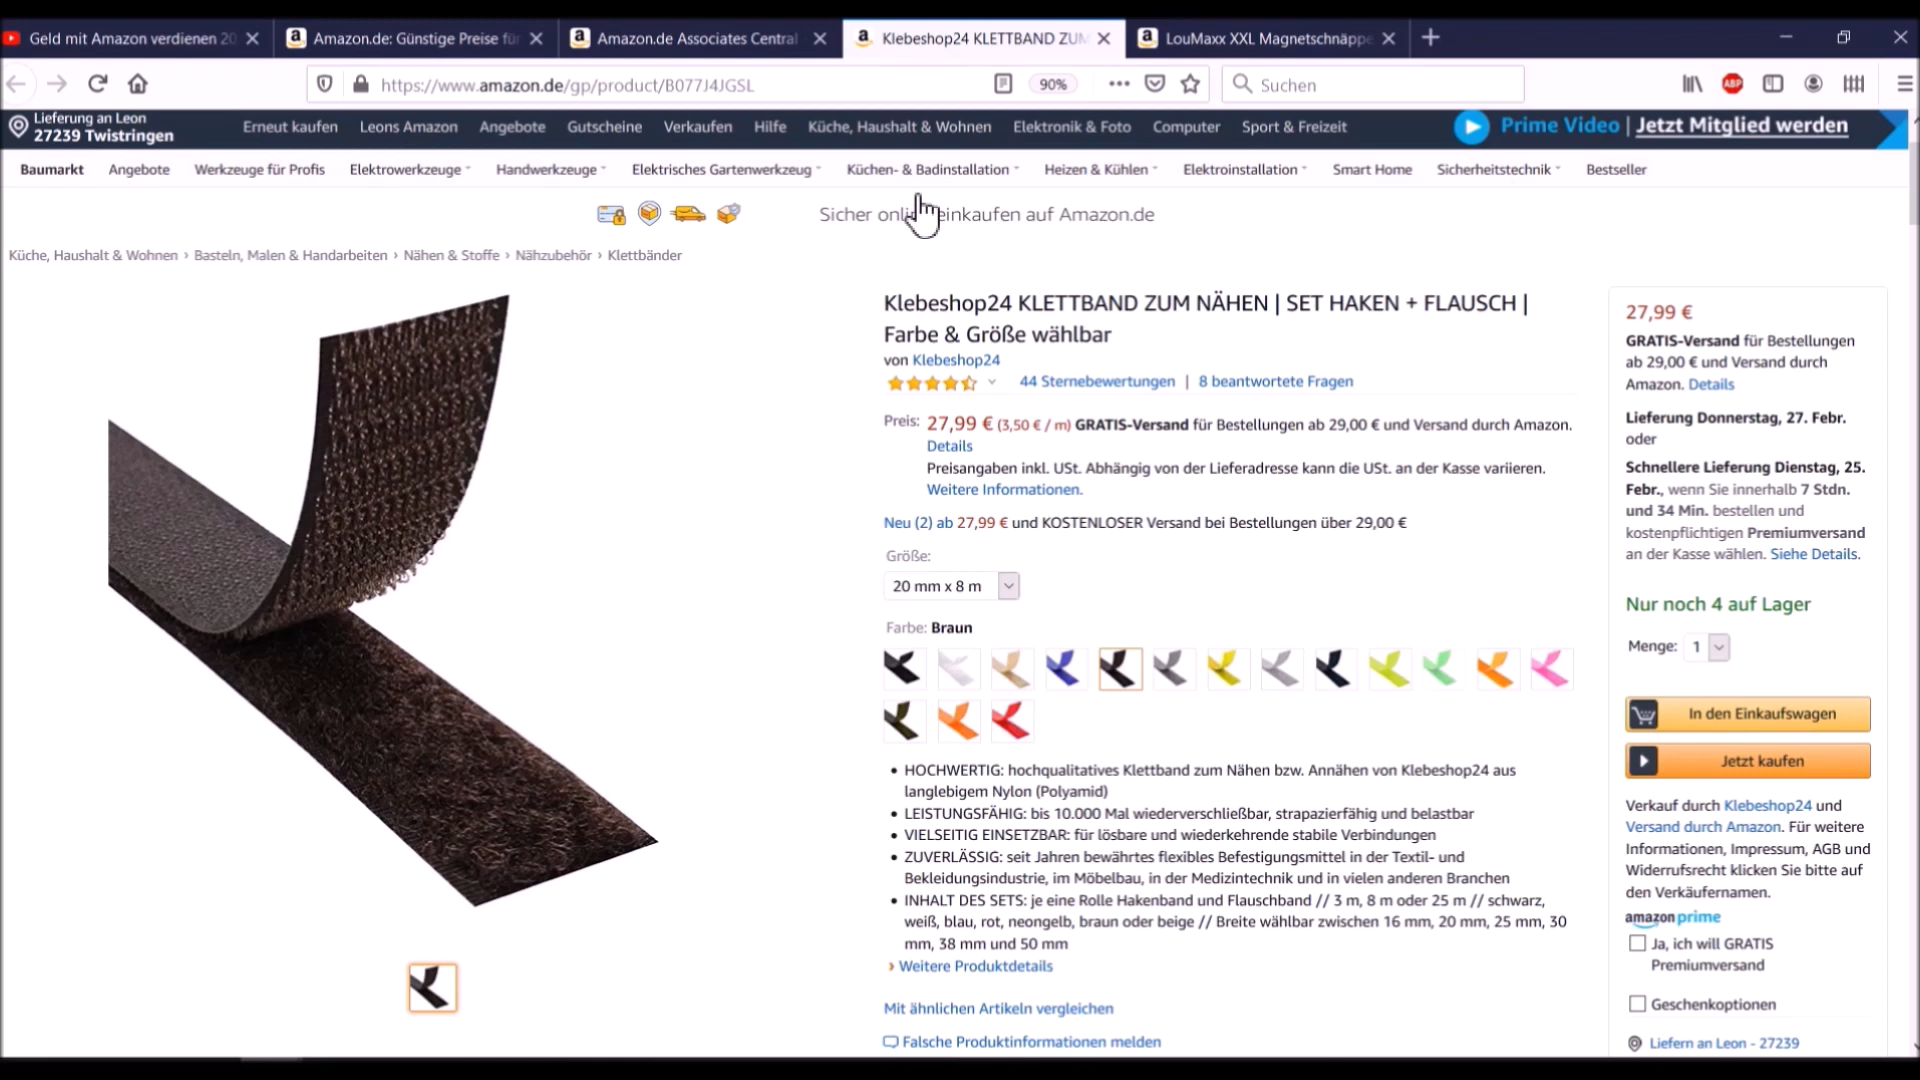 Geld mit Amazon verdienen 20
Amazon.de: Günstige Preise für
Amazon.de Associates Central
Klebeshop24 KLETTBAND ZUM
LouMaxx XXL Magnetschnäppe
https://www.amazon.de/gp/product/B077J4JGSL
90%
Suchen
ABP
Lieferung an Leon
27239 Twistringen
Erneut kaufen
Leons Amazon
Angebote
Gutscheine
Verkaufen
Hilfe
Küche, Haushalt & Wohnen
Elektronik & Foto
Computer
Sport & Freizeit
Prime Video | Jetzt Mitglied werden
Baumarkt
Angebote
Werkzeuge für Profis
Elektrowerkzeuge
Handwerkzeuge
Elektrisches Gartenwerkzeug
Küchen- & Badinstallation
Heizen & Kühlen
Elektroinstallation
Smart Home
Sicherheitstechnik
Bestseller
Sicher einkaufen auf Amazon.de
Küche, Haushalt & Wohnen › Basteln, Malen & Handarbeiten › Nähen & Stoffe › Nähzubehör › Klettbänder
Klebeshop24 KLETTBAND ZUM NÄHEN | SET HAKEN + FLAUSCH |
Farbe & Größe wählbar
von Klebeshop24
44 Sternebewertungen | 8 beantwortete Fragen
Preis: 27,99 € (3,50 € / m) GRATIS-Versand für Bestellungen ab 29,00 € und Versand durch Amazon.
Details
Preisangaben inkl. USt. Abhängig von der Lieferadresse kann die USt. an der Kasse variieren.
Weitere Informationen.
Neu (2) ab 27,99 € und KOSTENLOSER Versand bei Bestellungen über 29,00 €
Größe:
20 mm x 8 m
Farbe: Braun
• HOCHWERTIG: hochqualitatives Klettband zum Nähen bzw. Annähen von Klebeshop24 aus
langlebigem Nylon (Polyamid)
• LEISTUNGSFÄHIG: bis 10.000 Mal wiederverschließbar, strapazierfähig und belastbar
• VIELSEITIG EINSETZBAR: für lösbare und wiederkehrende stabile Verbindungen
• ZUVERLÄSSIG: seit Jahren bewährtes flexibles Befestigungsmittel in der Textil- und
Bekleidungsindustrie, im Möbelbau, in der Medizintechnik und in vielen anderen Branchen
• INHALT DES SETS: je eine Rolle Hakenband und Flauschband // 3 m, 8 m oder 25 m // schwarz,
weiß, blau, rot, neongelb, braun oder beige // Breite wählbar zwischen 16 mm, 20 mm, 25 mm, 30
mm, 38 mm und 50 mm
› Weitere Produktdetails
Mit ähnlichen Artikeln vergleichen
Falsche Produktinformationen melden
27,99 €
GRATIS-Versand für Bestellungen
ab 29,00 € und Versand durch
Amazon. Details
Lieferung Donnerstag, 27. Febr.
oder
Schnellere Lieferung Dienstag, 25.
Febr., wenn Sie innerhalb 7 Stdn.
und 34 Min. bestellen und
kostenpflichtigen Premiumversand
an der Kasse wählen. Siehe Details.
Nur noch 4 auf Lager
Menge: 1
In den Einkaufswagen
Jetzt kaufen
Verkauf durch Klebeshop24 und
Versand durch Amazon. Für weitere
Informationen, Impressum, AGB und
Widerrufsrecht klicken Sie bitte auf
den Verkäufernamen.
amazon prime
Ja, ich will GRATIS
Premiumversand
Geschenkoptionen
Liefern an Leon - 27239